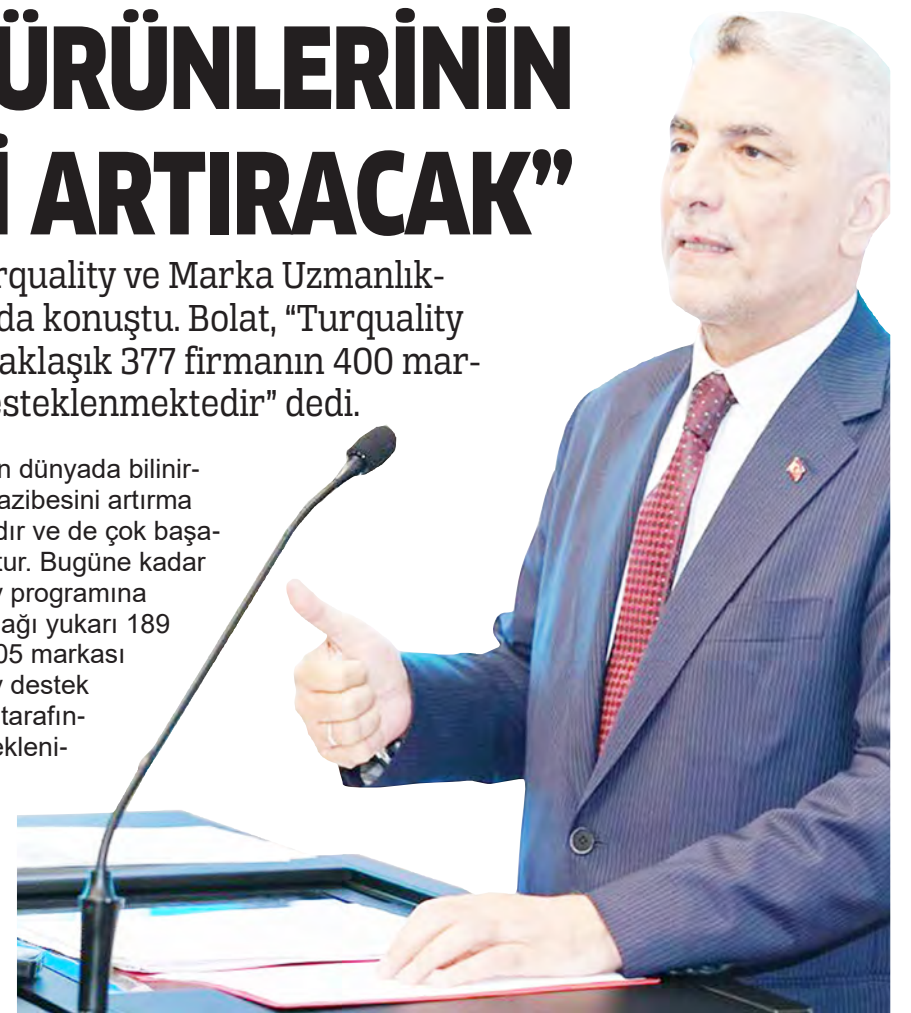 ÜRÜNLERİNİN
İ ARTIRACAK”
rquality ve Marka Uzmanlık-
da konuştu. Bolat, “Turquality
aklaşık 377 firmanın 400 mar-
esteklenmektedir” dedi.
n dünyada bilinir-
azibesini artırma
dır ve de çok başa-
tur. Bugüne kadar
y programına
ağı yukarı 189
05 markası
y destek
tarafın-
ekleni-